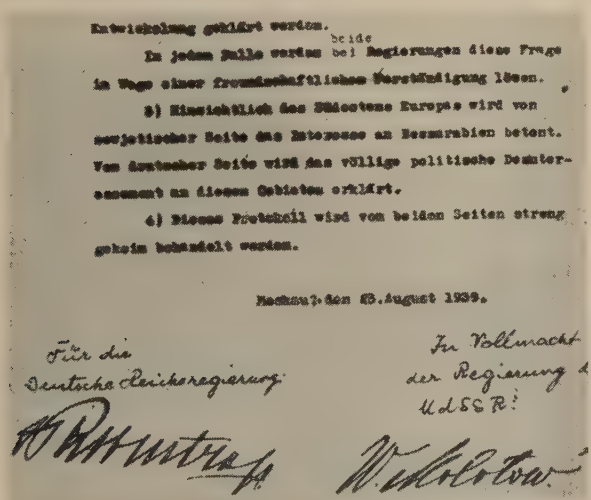 Entwickelung geklärt werden.
In jedem Falle werden bei Regierungen diese Frage
beide
im Wege einer freundschaftlichen Verständigung lösen.
3) Hinsichtlich des Südostens Europas wird von
sowjetischer Seite das Interesse an Bessarabien betont.
Von deutscher Seite wird das völlige politische Desinter-
essement an diesen Gebieten erklärt.
4) Dieses Protokoll wird von beiden Seiten streng
geheim behandelt werden.
Moskau, den 23.August 1939.
Für die
Deutsche Reichsregierung:
Ribbentrop
In Vollmacht
der Regierung d
UdSSR:
W. Molotow